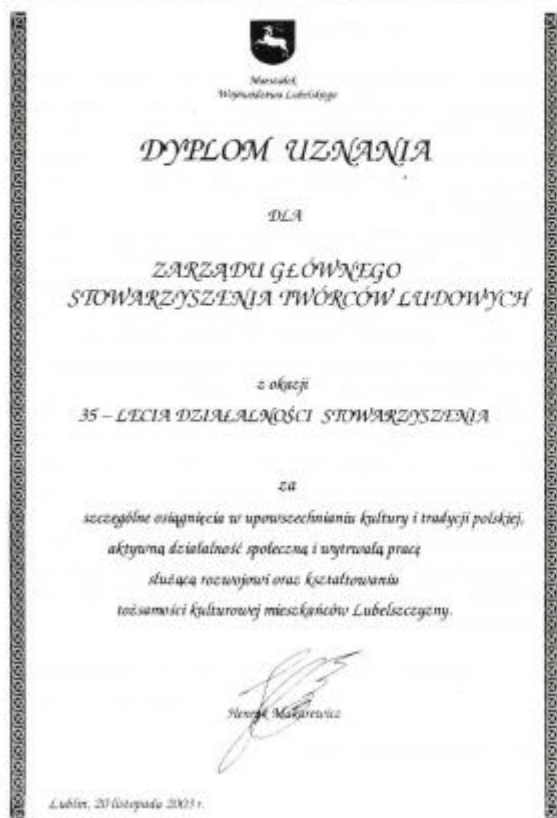 Marszałek
Województwa Lubelskiego
DYPLOM UZNANIA
DLA
ZARZĄDU GŁÓWNEGO
STOWARZYSZENIA TWÓRCÓW LUDOWYCH
z okazji
35 – LECIA DZIAŁALNOŚCI STOWARZYSZENIA
za
szczególne osiągnięcia w upowszechnianiu kultury i tradycji polskiej,
aktywną działalność społeczną i wytrwałą pracę
służącą rozwojowi oraz kształtowaniu
tożsamości kulturowej mieszkańców Lubelszczyzny.
Henryk Makarewicz
Lublin, 20 listopada 2003 r.